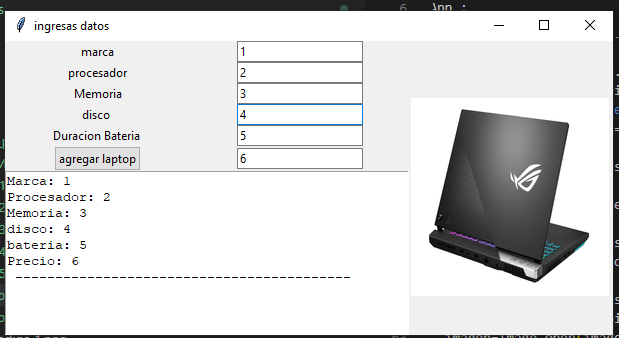 ingresas datos
marca 1
procesador 2
Memoria 3
disco 4
Duracion Bateria 5
agregar laptop 6
Marca: 1
Procesador: 2
Memoria: 3
disco: 4
bateria: 5
Precio: 6
----------------------------------------